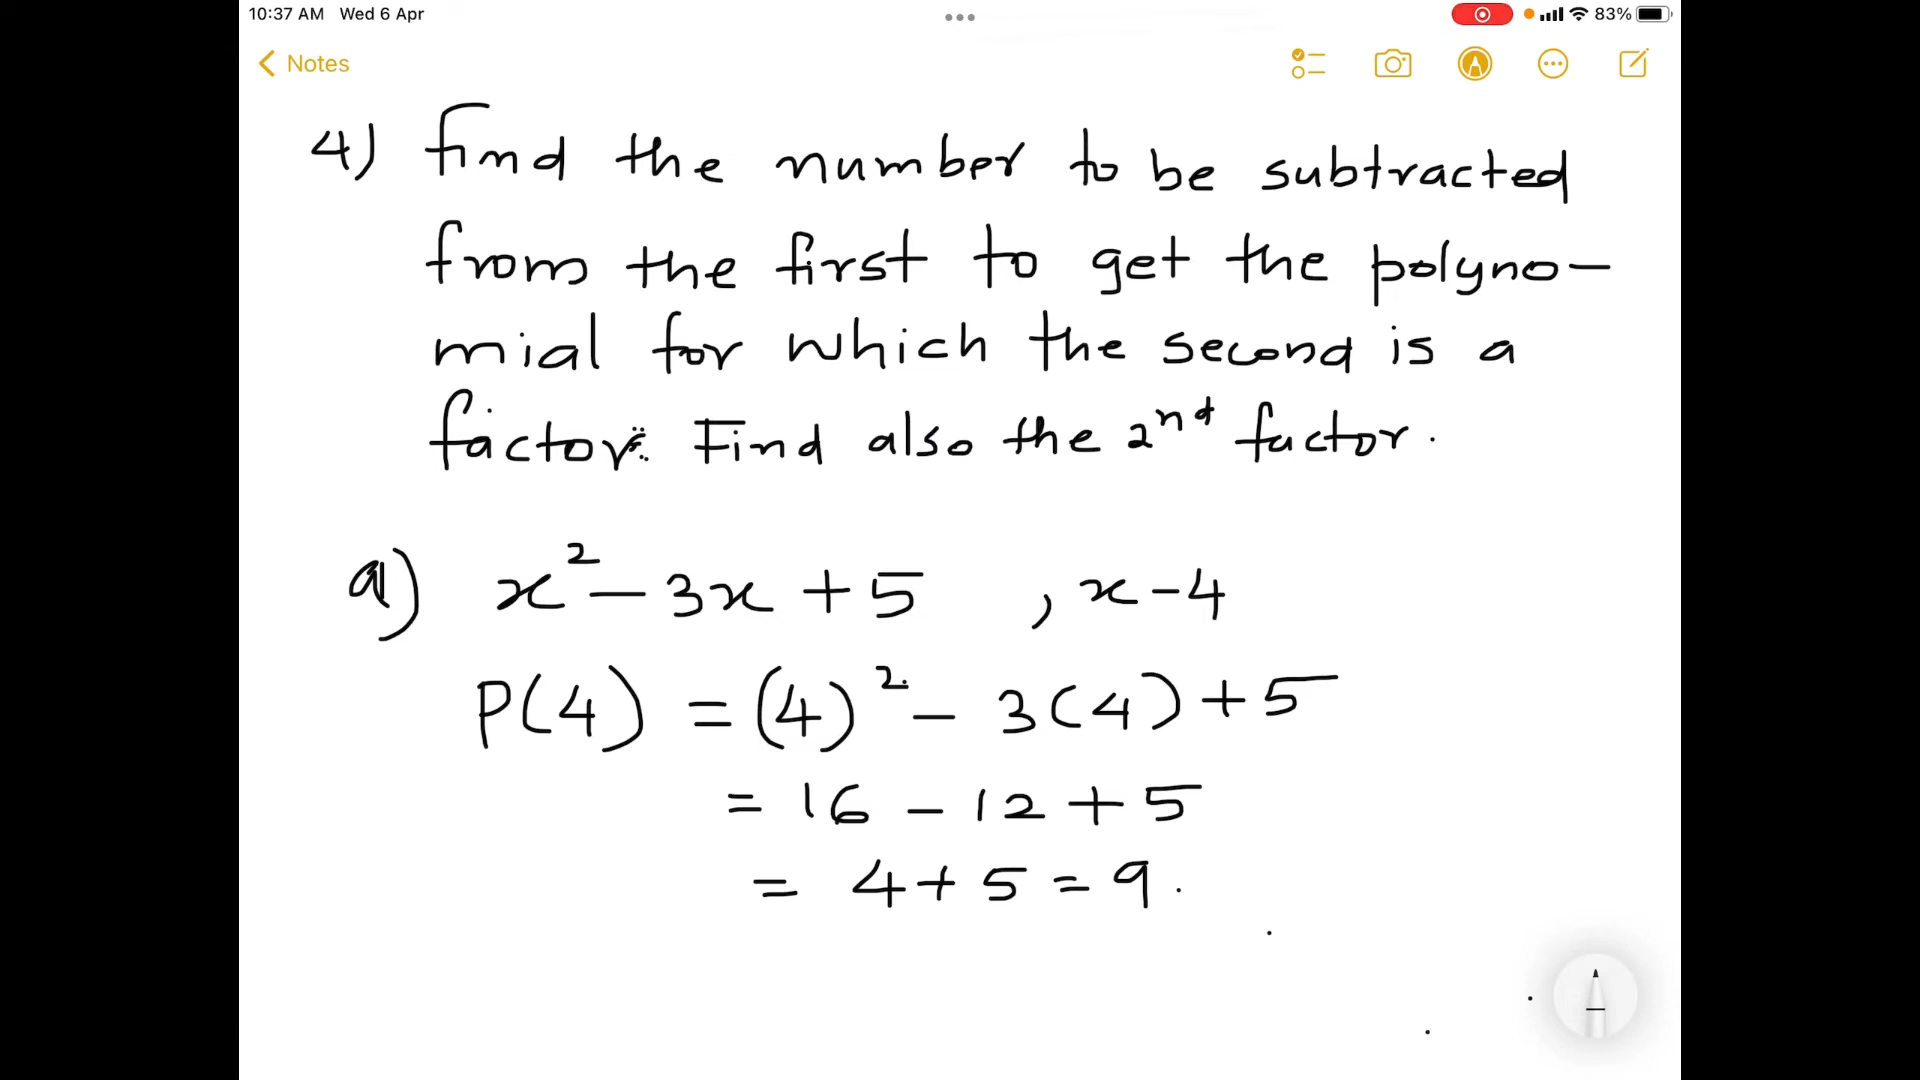 10:37 AM Wed 6 Apr
83%
Notes
4) find the number to be subtracted
from the first to get the polyno-
mial for which the second is a
factor. Find also the 2nd factor.
a) x² - 3x + 5 , x - 4
P(4) = (4)² - 3(4) + 5
= 16 - 12 + 5
= 4 + 5 = 9.